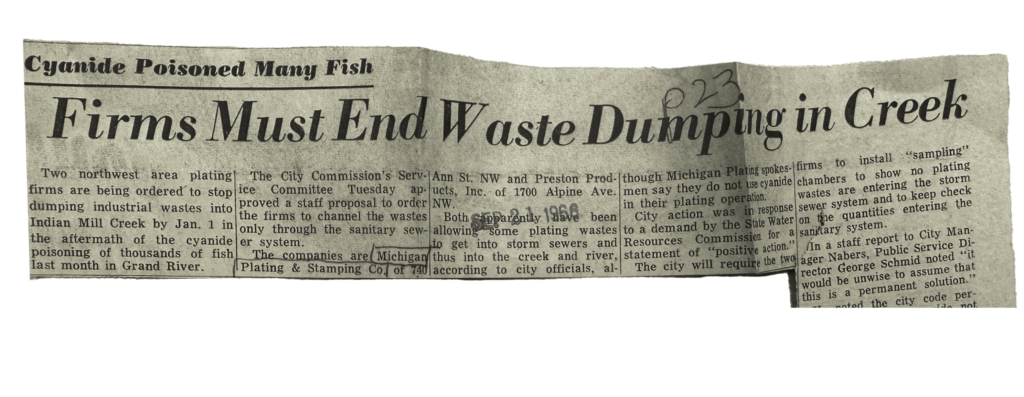 Cyanide Poisoned Many Fish
P 23
Firms Must End Waste Dumping in Creek
Two northwest area plating
firms are being ordered to stop
dumping industrial wastes into
Indian Mill Creek by Jan. 1 in
the aftermath of the cyanide
poisoning of thousands of fish
last month in Grand River.
The City Commission's Serv-
ice Committee Tuesday ap-
proved a staff proposal to order
the firms to channel the wastes
only through the sanitary sew-
er system.
The companies are Michigan
Plating & Stamping Co. of 740
Ann St. NW and Preston Prod-
ucts, Inc. of 1700 Alpine Ave.
NW.
SEP 21 1966
Both apparently have been
allowing some plating wastes
to get into storm sewers and
thus into the creek and river,
according to city officials, al-
though Michigan Plating spokes-
men say they do not use cyanide
in their plating operation.
City action was in response
to a demand by the State Water
Resources Commission for a
statement of "positive action."
The city will require the two
firms to install "sampling"
chambers to show no plating
wastes are entering the storm
sewer system and to keep check
on the quantities entering the
sanitary system.
In a staff report to City Man-
ager Nabers, Public Service Di-
rector George Schmid noted "it
would be unwise to assume that
this is a permanent solution."
noted the city code per-
not